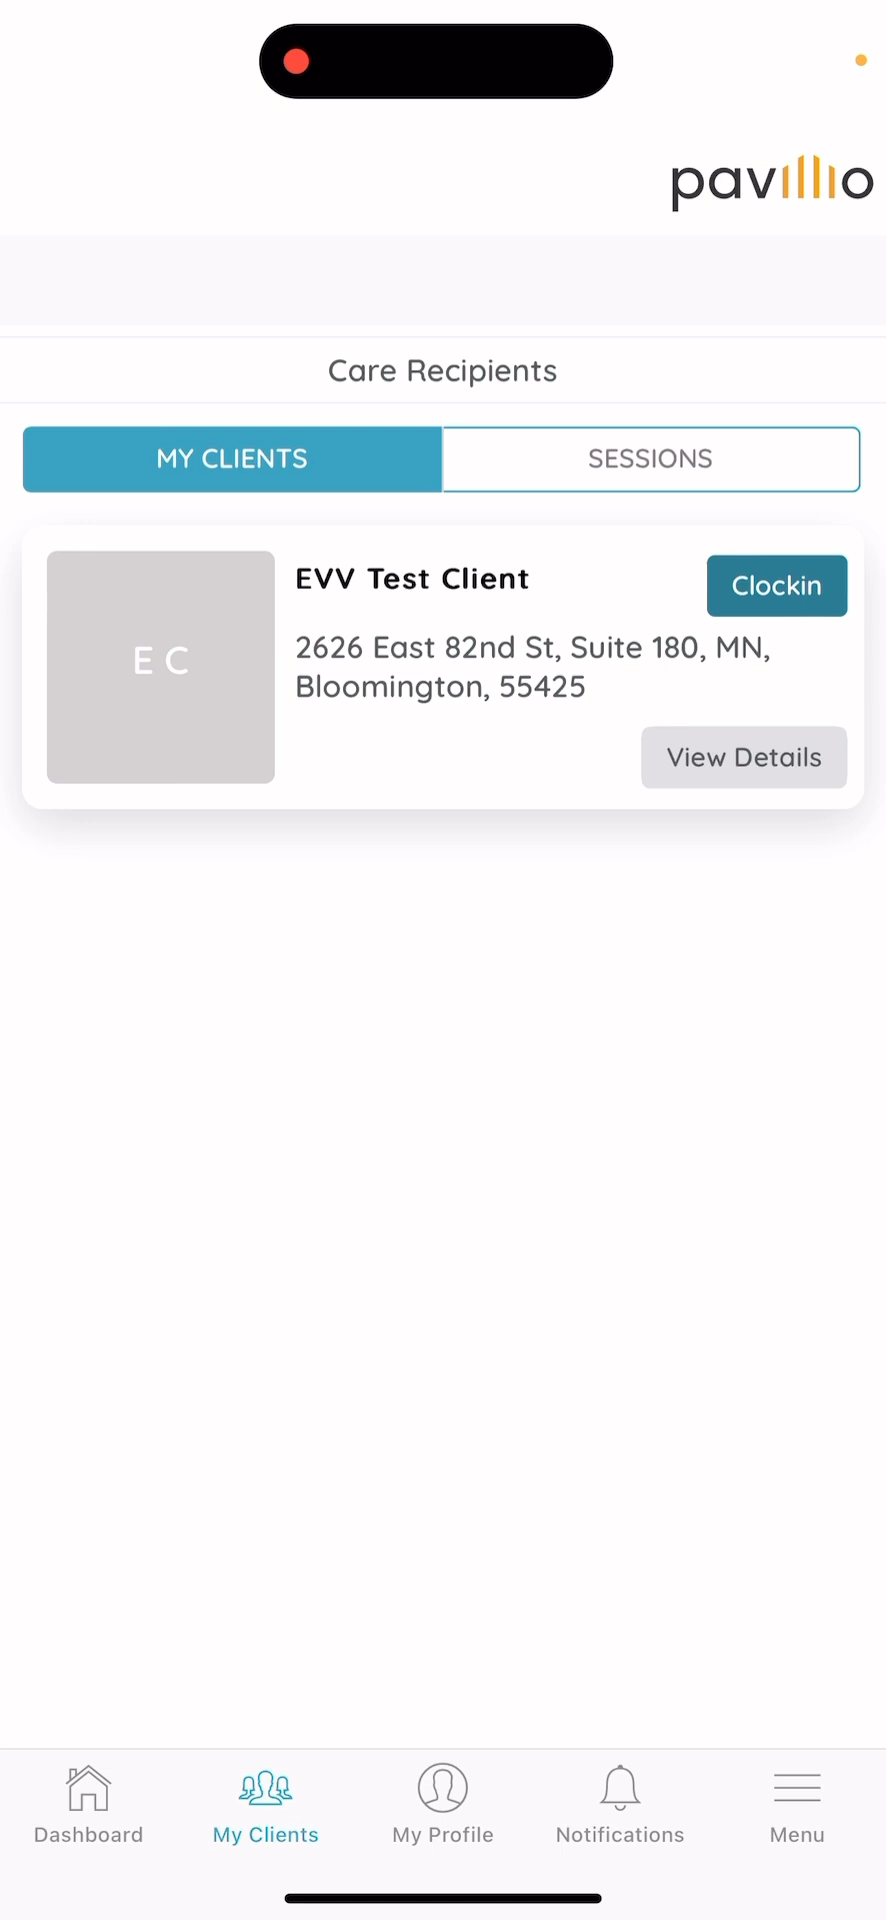 pavillio
Care Recipients
MY CLIENTS
SESSIONS
E C
EVV Test Client
Clockin
2626 East 82nd St, Suite 180, MN,
Bloomington, 55425
View Details
Dashboard
My Clients
My Profile
Notifications
Menu